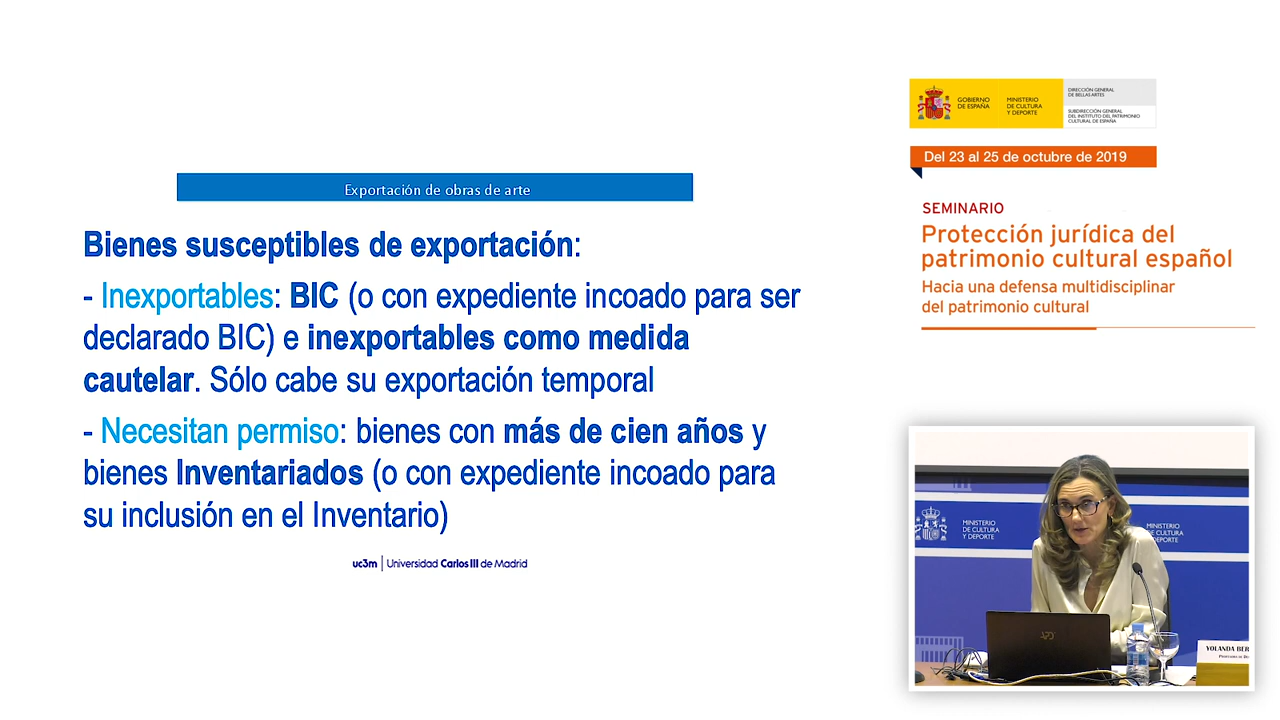 Exportación de obras de arte
Bienes susceptibles de exportación:
- Inexportables: BIC (o con expediente incoado para ser
declarado BIC) e inexportables como medida
cautelar. Sólo cabe su exportación temporal
- Necesitan permiso: bienes con más de cien años y
bienes Inventariados (o con expediente incoado para
su inclusión en el Inventario)
uc3m | Universidad Carlos III de Madrid
GOBIERNO
DE ESPAÑA
MINISTERIO
DE CULTURA
Y DEPORTE
DIRECCIÓN GENERAL
DE BELLAS ARTES
SUBDIRECCIÓN GENERAL
DEL INSTITUTO DEL PATRIMONIO
CULTURAL DE ESPAÑA
Del 23 al 25 de octubre de 2019
SEMINARIO
Protección jurídica del
patrimonio cultural español
Hacia una defensa multidisciplinar
del patrimonio cultural
MINISTERIO
DE CULTURA
Y DEPORTE
MINISTERIO
DE CULTURA
DEPORTE
YOLANDA BER